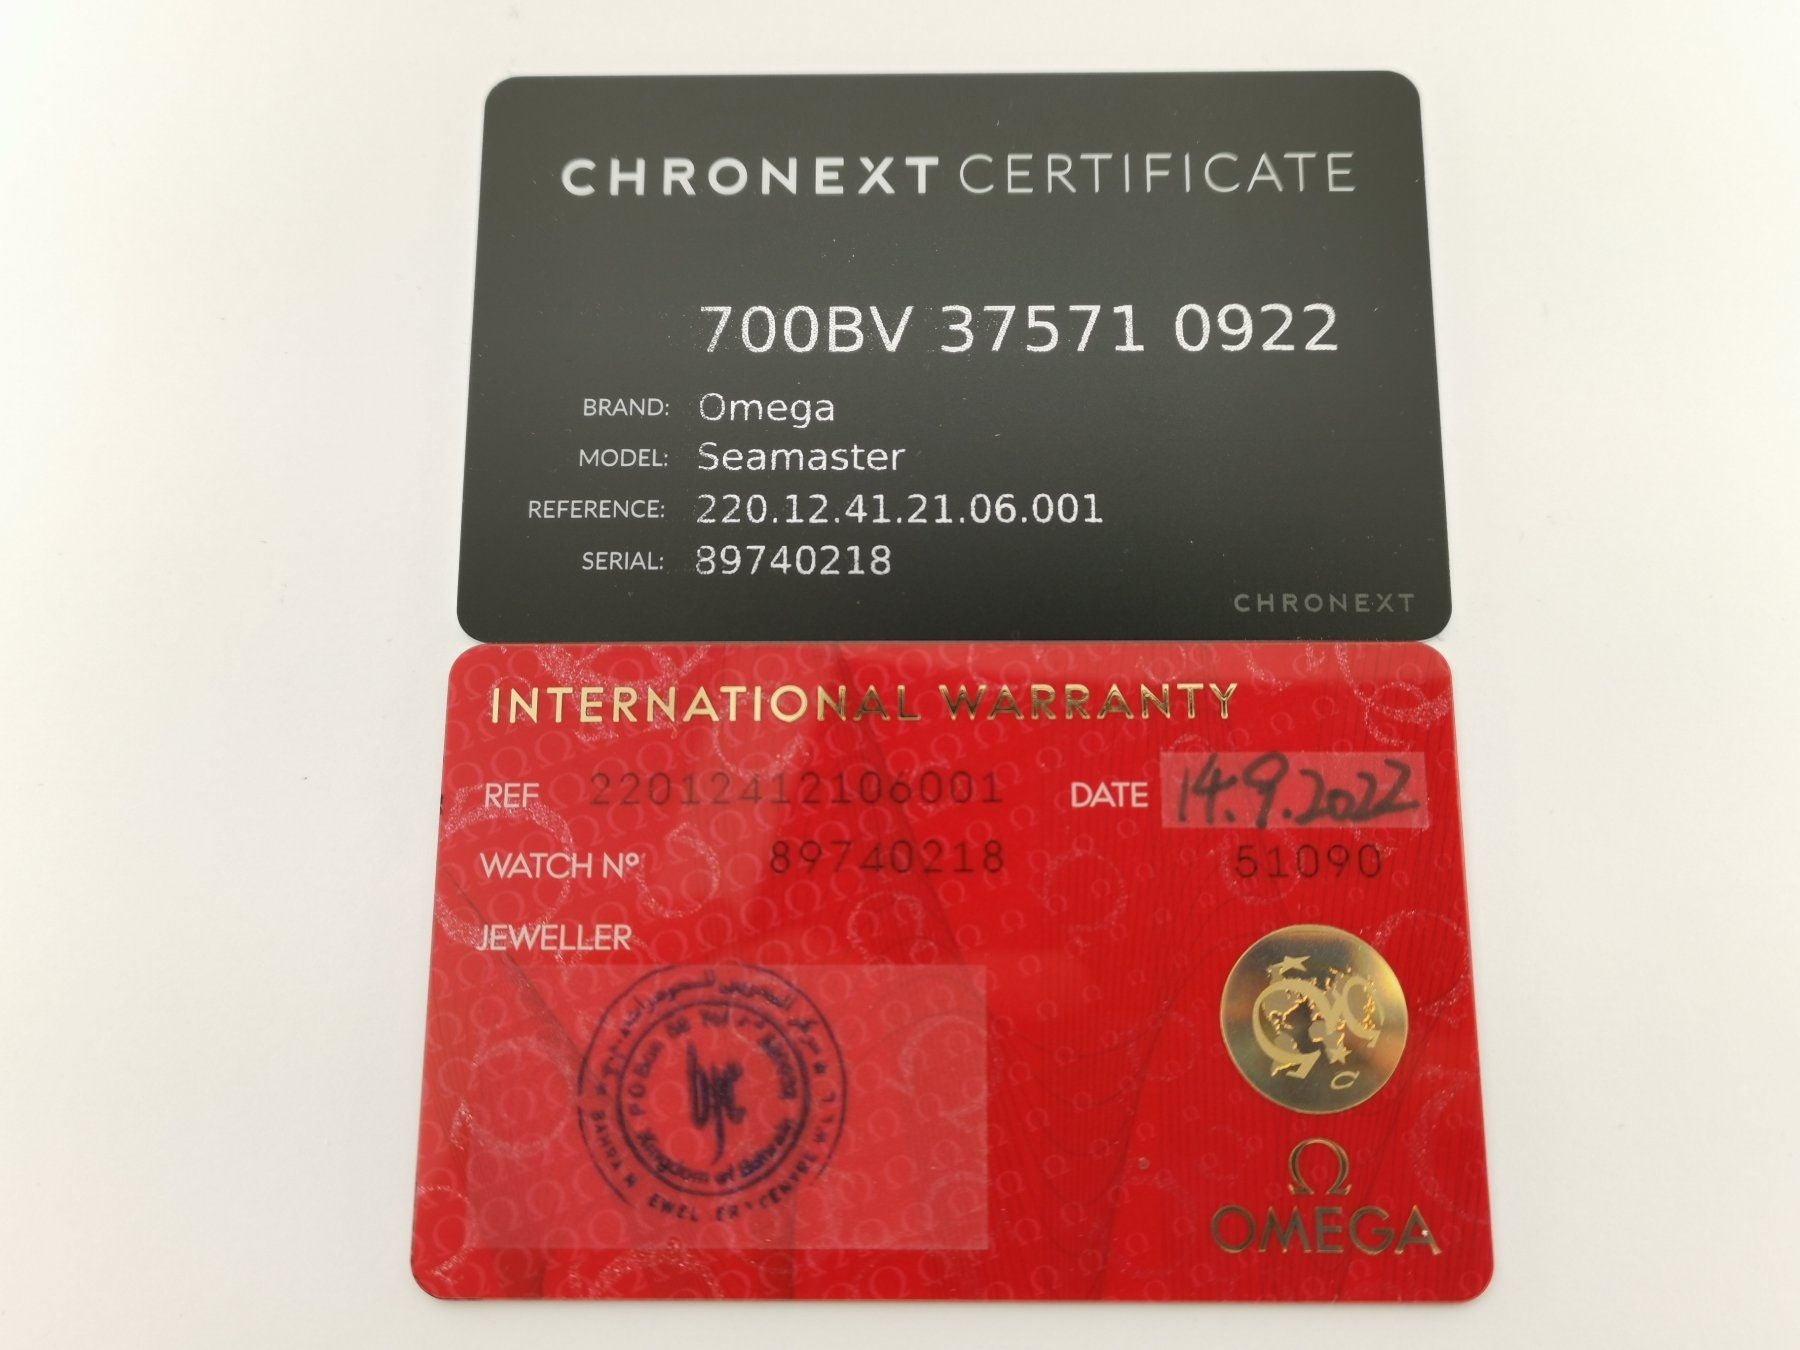 CHRONEXT CERTIFICATE
700BV 37571 0922
BRAND: Omega
MODEL: Seamaster
REFERENCE: 220.12.41.21.06.001
SERIAL: 89740218
CHRONEXT
INTERNATIONAL WARRANTY
REF 22012412106001 DATE 14.9.2022
WATCH Nº 89740218 51090
JEWELLER
Kingdom of Bahrain
Ω
OMEGA